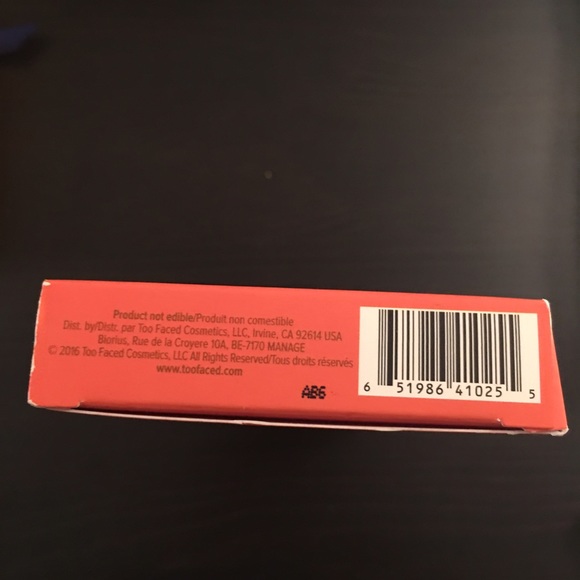 Product not edible/Produit non comestible
Dist. by/Distr. par Too Faced Cosmetics, LLC, Irvine, CA 92614 USA
Biorius, Rue de la Croyere 10A, BE-7170 MANAGE
© 2016 Too Faced Cosmetics, LLC All Rights Reserved/Tous droits réservés
www.toofaced.com
AB6
6 51986 41025 5